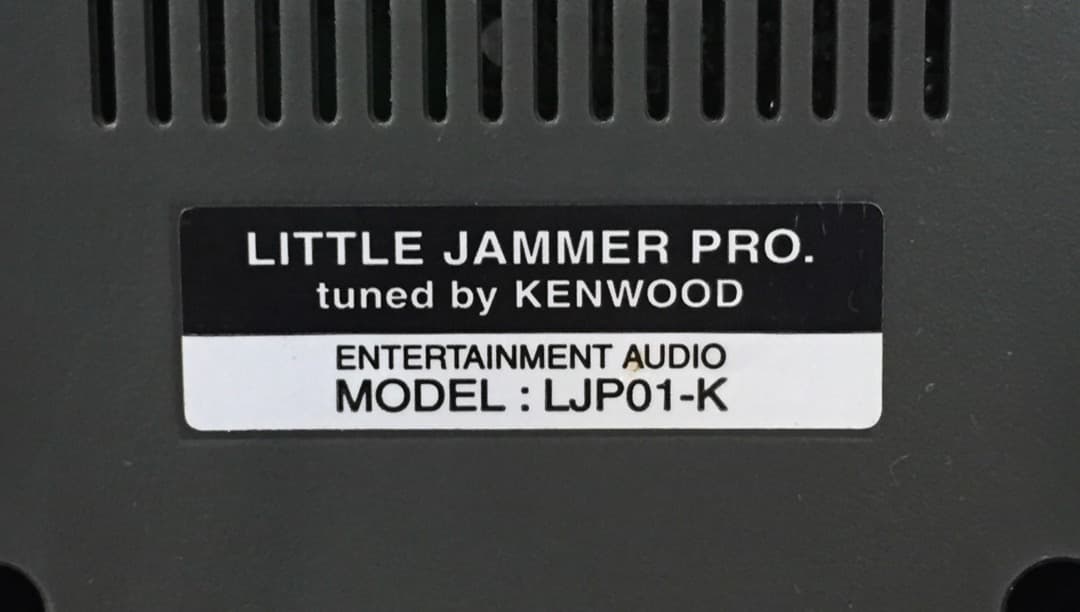 LITTLE JAMMER PRO.
tuned by KENWOOD
ENTERTAINMENT AUDIO
MODEL : LJP01-K